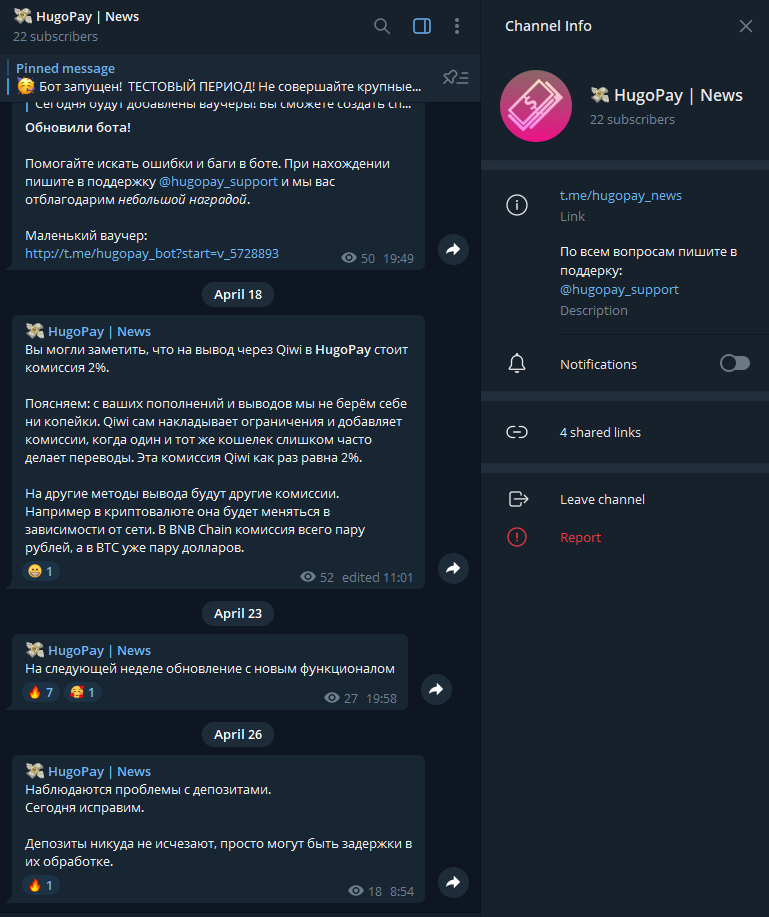 HugoPay | News
22 subscribers
Pinned message
Бот запущен! ТЕСТОВЫЙ ПЕРИОД! Не совершайте крупные...
Сегодня будут добавлены ваучеры! Вы сможете создать сп...
Обновили бота!
Помогайте искать ошибки и баги в боте. При нахождении
пишите в поддержку @hugopay_support и мы вас
отблагодарим небольшой наградой.
Маленький ваучер:
http://t.me/hugopay_bot?start=v_5728893
50 19:49
April 18
HugoPay | News
Вы могли заметить, что на вывод через Qiwi в HugoPay стоит
комиссия 2%.
Поясняем: с ваших пополнений и выводов мы не берём себе
ни копейки. Qiwi сам накладывает ограничения и добавляет
комиссии, когда один и тот же кошелек слишком часто
делает переводы. Эта комиссия Qiwi как раз равна 2%.
На другие методы вывода будут другие комиссии.
Например в криптовалюте она будет меняться в
зависимости от сети. В BNB Chain комиссия всего пару
рублей, а в BTC уже пару долларов.
1
52 edited 11:01
April 23
HugoPay | News
На следующей неделе обновление с новым функционалом
7 1
27 19:58
April 26
HugoPay | News
Наблюдаются проблемы с депозитами.
Сегодня исправим.
Депозиты никуда не исчезают, просто могут быть задержки в
их обработке.
1
18 8:54
Channel Info
HugoPay | News
22 subscribers
t.me/hugopay_news
Link
По всем вопросам пишите в
поддерку:
@hugopay_support
Description
Notifications
4 shared links
Leave channel
Report